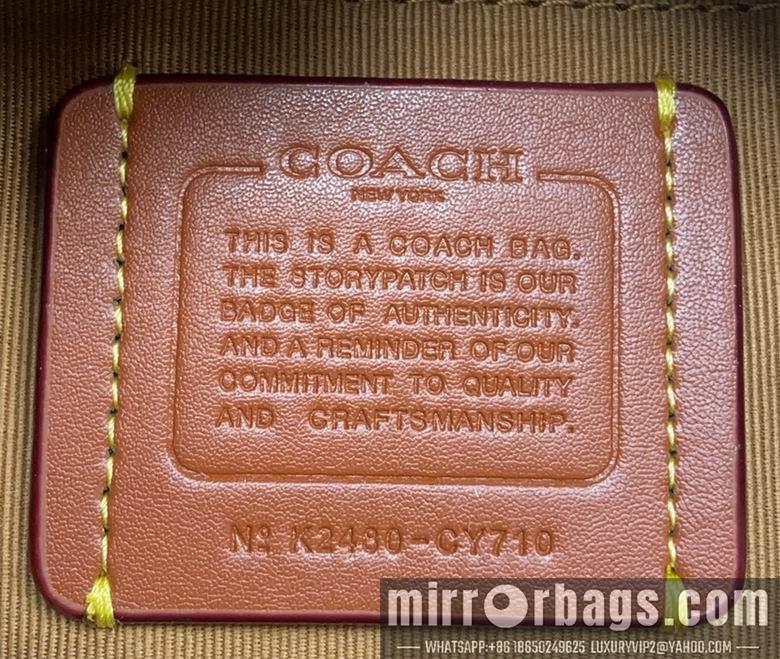 COACH
NEW YORK
THIS IS A COACH BAG.
THE STORYPATCH IS OUR
BADGE OF AUTHENTICITY.
AND A REMINDER OF OUR
COMMITMENT TO QUALITY
AND CRAFTSMANSHIP.
Nº K2430-CY710
mirrorbags.com
WHATSAPP:+86 18650249625 LUXURYVIP2@YAHOO.COM